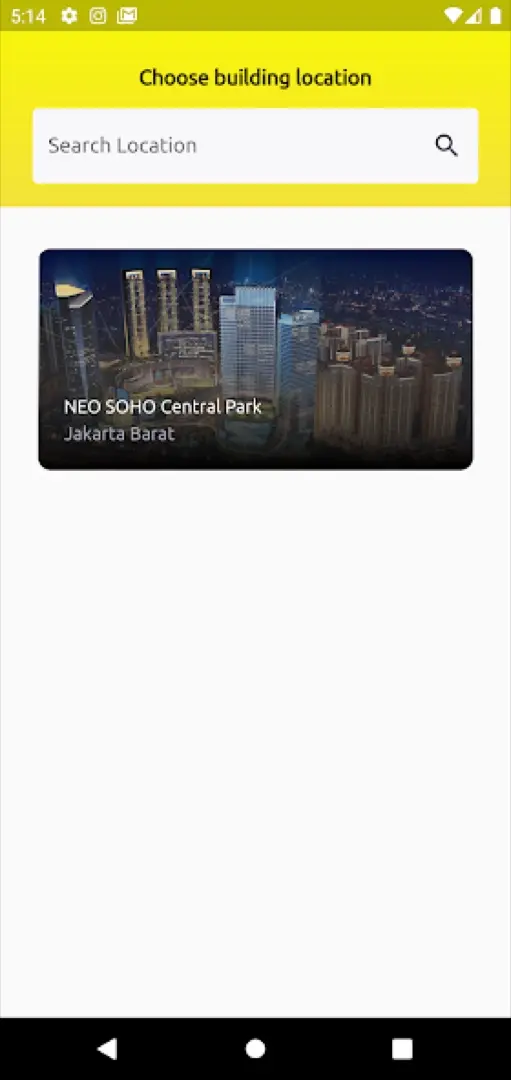 5:14
Choose building location
Search Location
NEO SOHO Central Park
Jakarta Barat